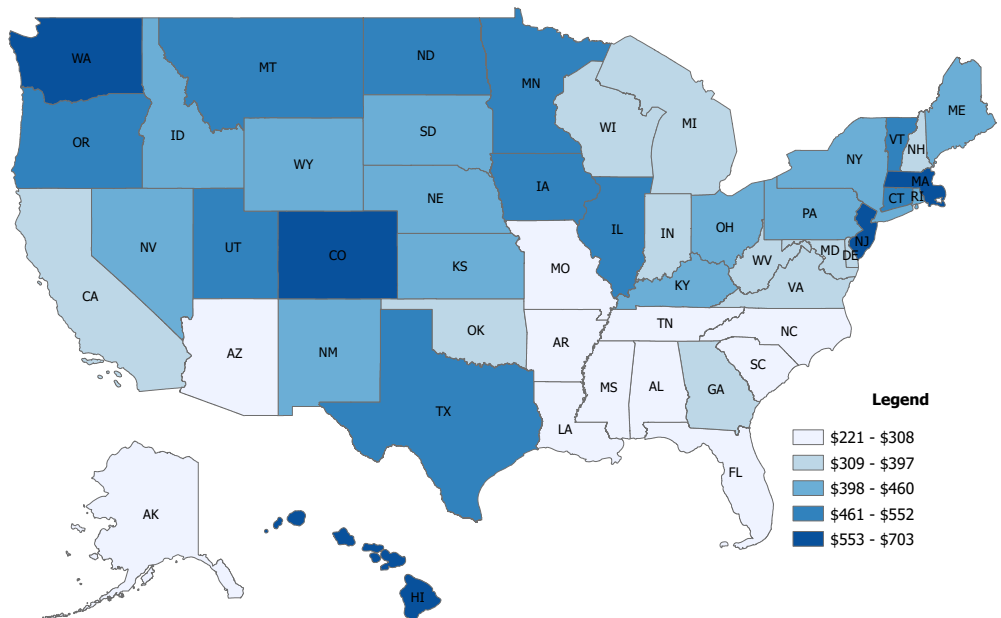 WA
MT
ND
MN
OR
ID
SD
WI
MI
ME
VT
NH
NY
WY
MA
CT
RI
IA
NE
PA
NJ
NV
UT
CO
IL
IN
OH
MD
DE
WV
KS
MO
KY
VA
CA
OK
TN
NC
AZ
NM
AR
SC
MS
AL
GA
TX
LA
FL
AK
HI
Legend
$221 - $308
$309 - $397
$398 - $460
$461 - $552
$553 - $703